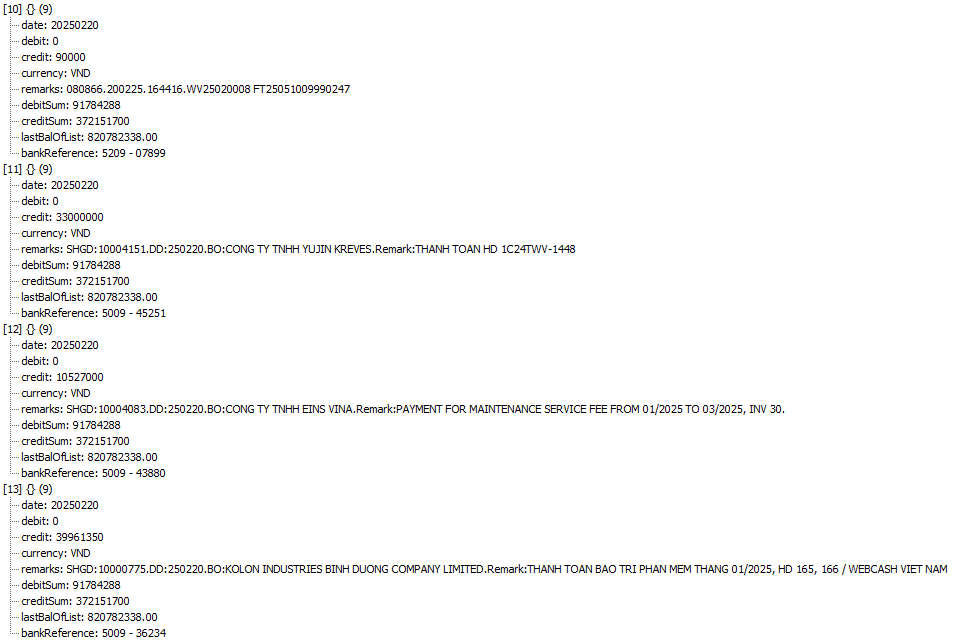 [10] {} (9)
date: 20250220
debit: 0
credit: 90000
currency: VND
remarks: 080866.200225.164416.WV25020008 FT25051009990247
debitSum: 91784288
creditSum: 372151700
lastBalOfList: 820782338.00
bankReference: 5209 - 07899
[11] {} (9)
date: 20250220
debit: 0
credit: 33000000
currency: VND
remarks: SHGD:10004151.DD:250220.BO:CONG TY TNHH YUJIN KREVES.Remark:THANH TOAN HD 1C24TWV-1448
debitSum: 91784288
creditSum: 372151700
lastBalOfList: 820782338.00
bankReference: 5009 - 45251
[12] {} (9)
date: 20250220
debit: 0
credit: 10527000
currency: VND
remarks: SHGD:10004083.DD:250220.BO:CONG TY TNHH EINS VINA.Remark:PAYMENT FOR MAINTENANCE SERVICE FEE FROM 01/2025 TO 03/2025, INV 30.
debitSum: 91784288
creditSum: 372151700
lastBalOfList: 820782338.00
bankReference: 5009 - 43880
[13] {} (9)
date: 20250220
debit: 0
credit: 39961350
currency: VND
remarks: SHGD:10000775.DD:250220.BO:KOLON INDUSTRIES BINH DUONG COMPANY LIMITED.Remark:THANH TOAN BAO TRI PHAN MEM THANG 01/2025, HD 165, 166 / WEBCASH VIET NAM
debitSum: 91784288
creditSum: 372151700
lastBalOfList: 820782338.00
bankReference: 5009 - 36234